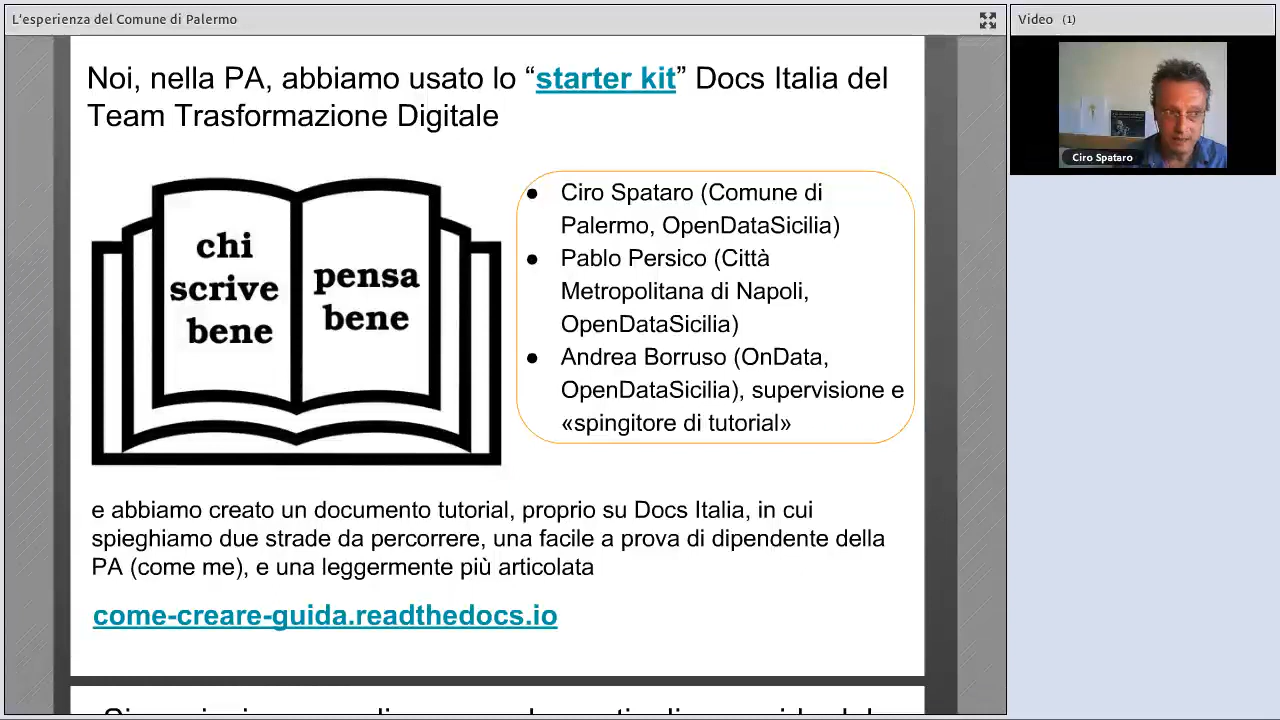 L'esperienza del Comune di Palermo
Noi, nella PA, abbiamo usato lo “starter kit” Docs Italia del
Team Trasformazione Digitale
chi
scrive
bene
pensa
bene
● Ciro Spataro (Comune di
Palermo, OpenDataSicilia)
● Pablo Persico (Città
Metropolitana di Napoli,
OpenDataSicilia)
● Andrea Borruso (OnData,
OpenDataSicilia), supervisione e
«spingitore di tutorial»
e abbiamo creato un documento tutorial, proprio su Docs Italia, in cui
spieghiamo due strade da percorrere, una facile a prova di dipendente della
PA (come me), e una leggermente più articolata
come-creare-guida.readthedocs.io
Video (1)
Ciro Spataro